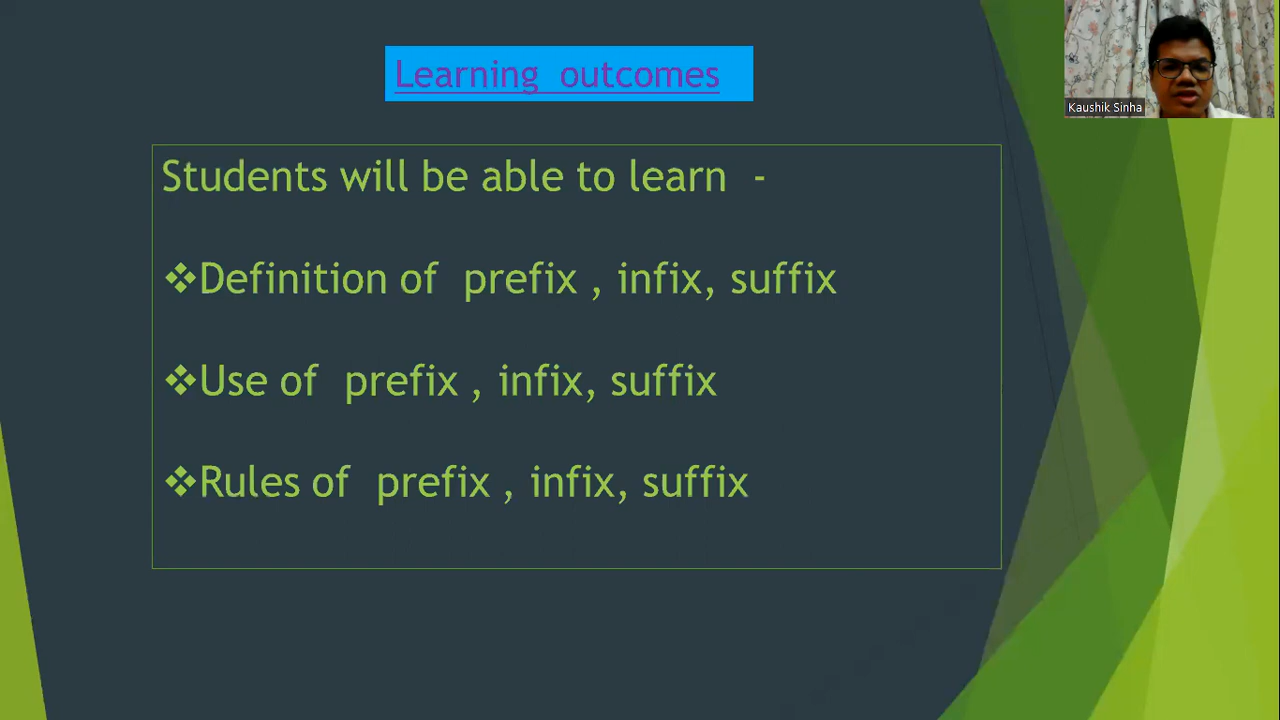 Learning outcomes
Kaushik Sinha
Students will be able to learn -
❖Definition of prefix , infix, suffix
❖Use of prefix , infix, suffix
❖Rules of prefix , infix, suffix